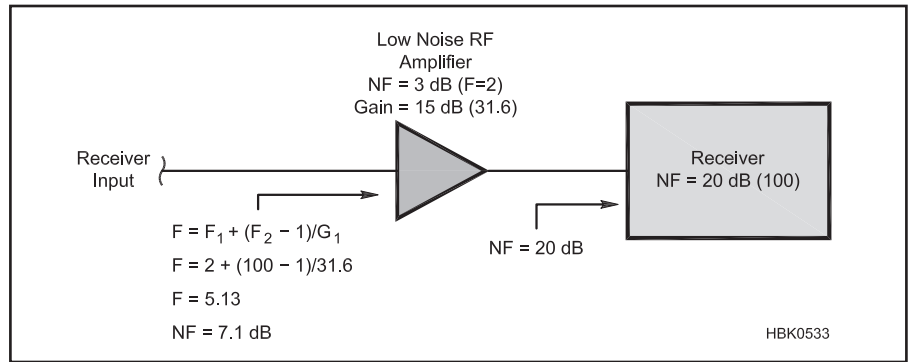 Low Noise RF
Amplifier
NF = 3 dB (F=2)
Gain = 15 dB (31.6)
Receiver
Input
Receiver
NF = 20 dB (100)
F = F₁ + (F₂ − 1)/G₁
F = 2 + (100 − 1)/31.6
F = 5.13
NF = 7.1 dB
NF = 20 dB
HBK0533